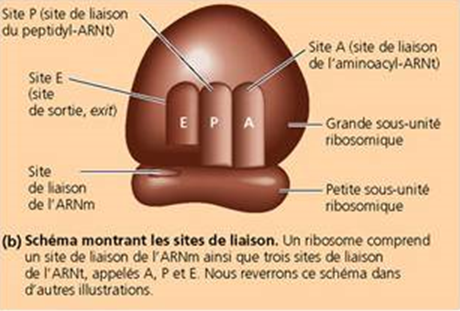 Site P (site de liaison
du peptidyl-ARNt)
Site A (site de liaison
de l'aminoacyl-ARNt)
Site E
(site
de sortie, exit)
E P A
Grande sous-unité
ribosomique
Site
de liaison
de l'ARNm
Petite sous-unité
ribosomique
(b) Schéma montrant les sites de liaison. Un ribosome comprend
un site de liaison de l'ARNm ainsi que trois sites de liaison
de l'ARNt, appelés A, P et E. Nous reverrons ce schéma dans
d'autres illustrations.